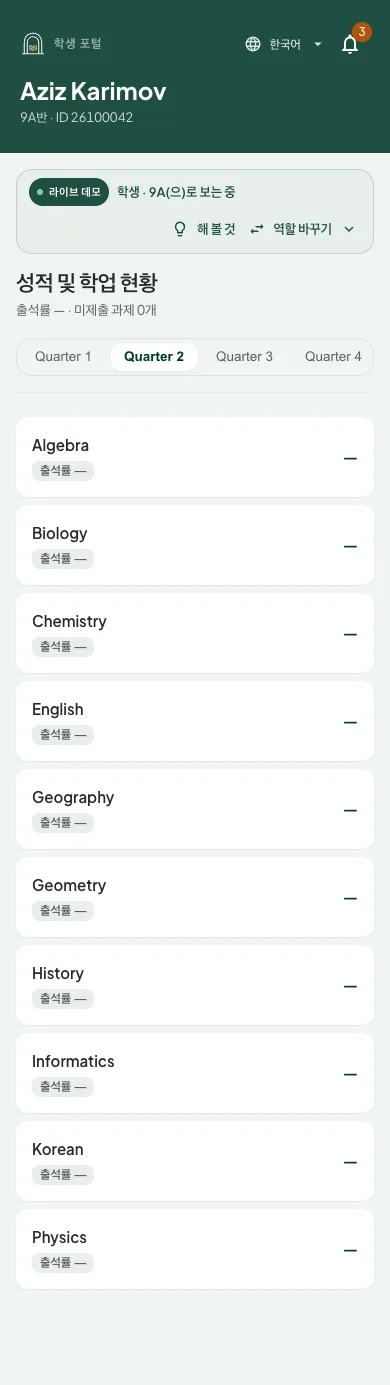 학생 포털
한국어
3
Aziz Karimov
9A반 · ID 26100042
라이브 데모
학생 · 9A(으)로 보는 중
해 볼 것
역할 바꾸기
성적 및 학업 현황
출석률 — · 미제출 과제 0개
Quarter 1
Quarter 2
Quarter 3
Quarter 4
Algebra
출석률 —
—
Biology
출석률 —
—
Chemistry
출석률 —
—
English
출석률 —
—
Geography
출석률 —
—
Geometry
출석률 —
—
History
출석률 —
—
Informatics
출석률 —
—
Korean
출석률 —
—
Physics
출석률 —
—